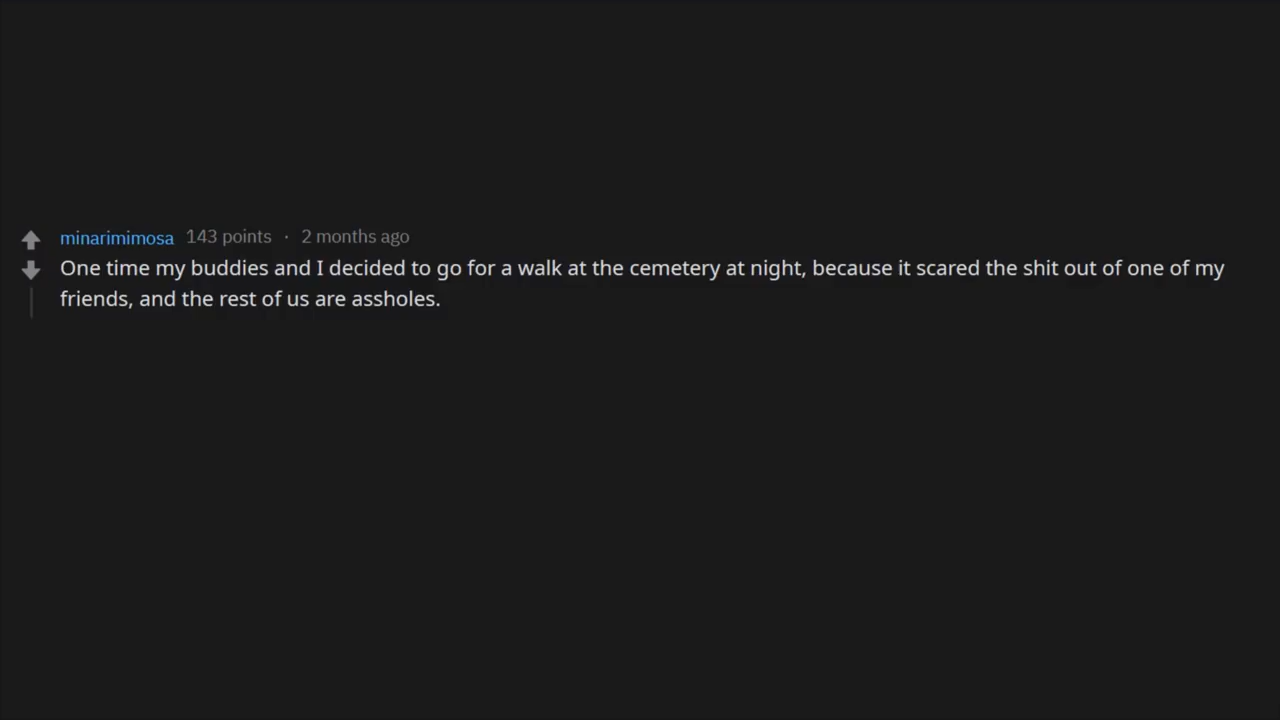 minarimimosa 143 points · 2 months ago
One time my buddies and I decided to go for a walk at the cemetery at night, because it scared the shit out of one of my
friends, and the rest of us are assholes.